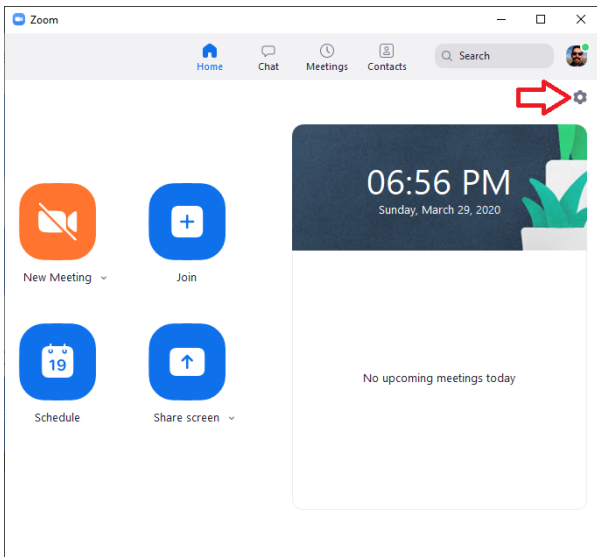 Zoom
Home
Chat
Meetings
Contacts
Search
06:56 PM
Sunday, March 29, 2020
New Meeting
Join
19
Schedule
Share screen
No upcoming meetings today